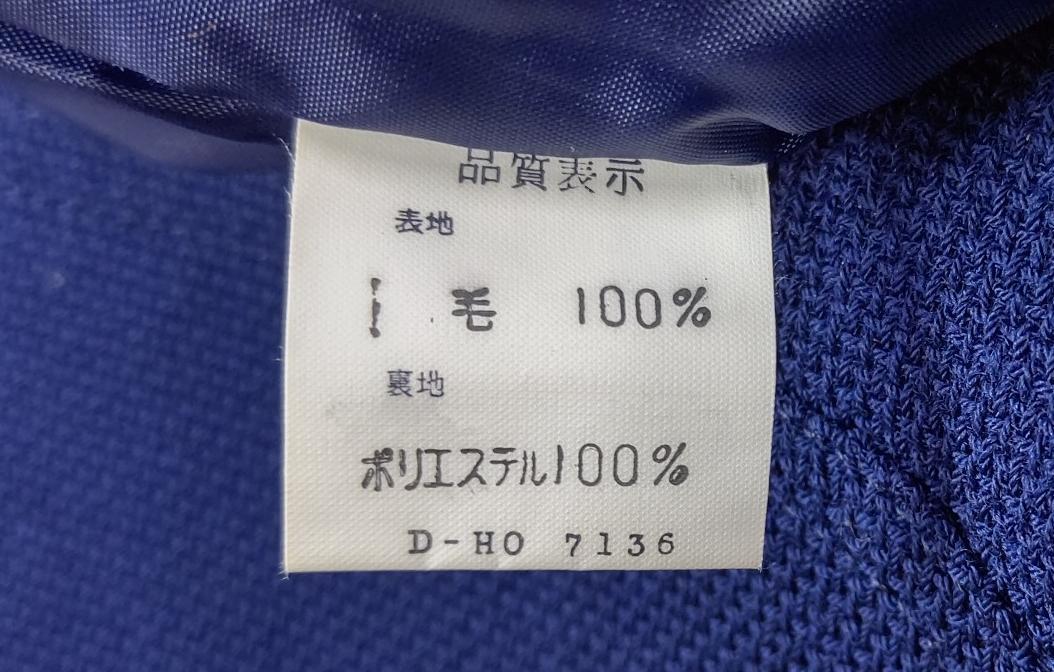 品質表示
表地
毛 100%
裏地
ポリエステル100%
D-HO 7136